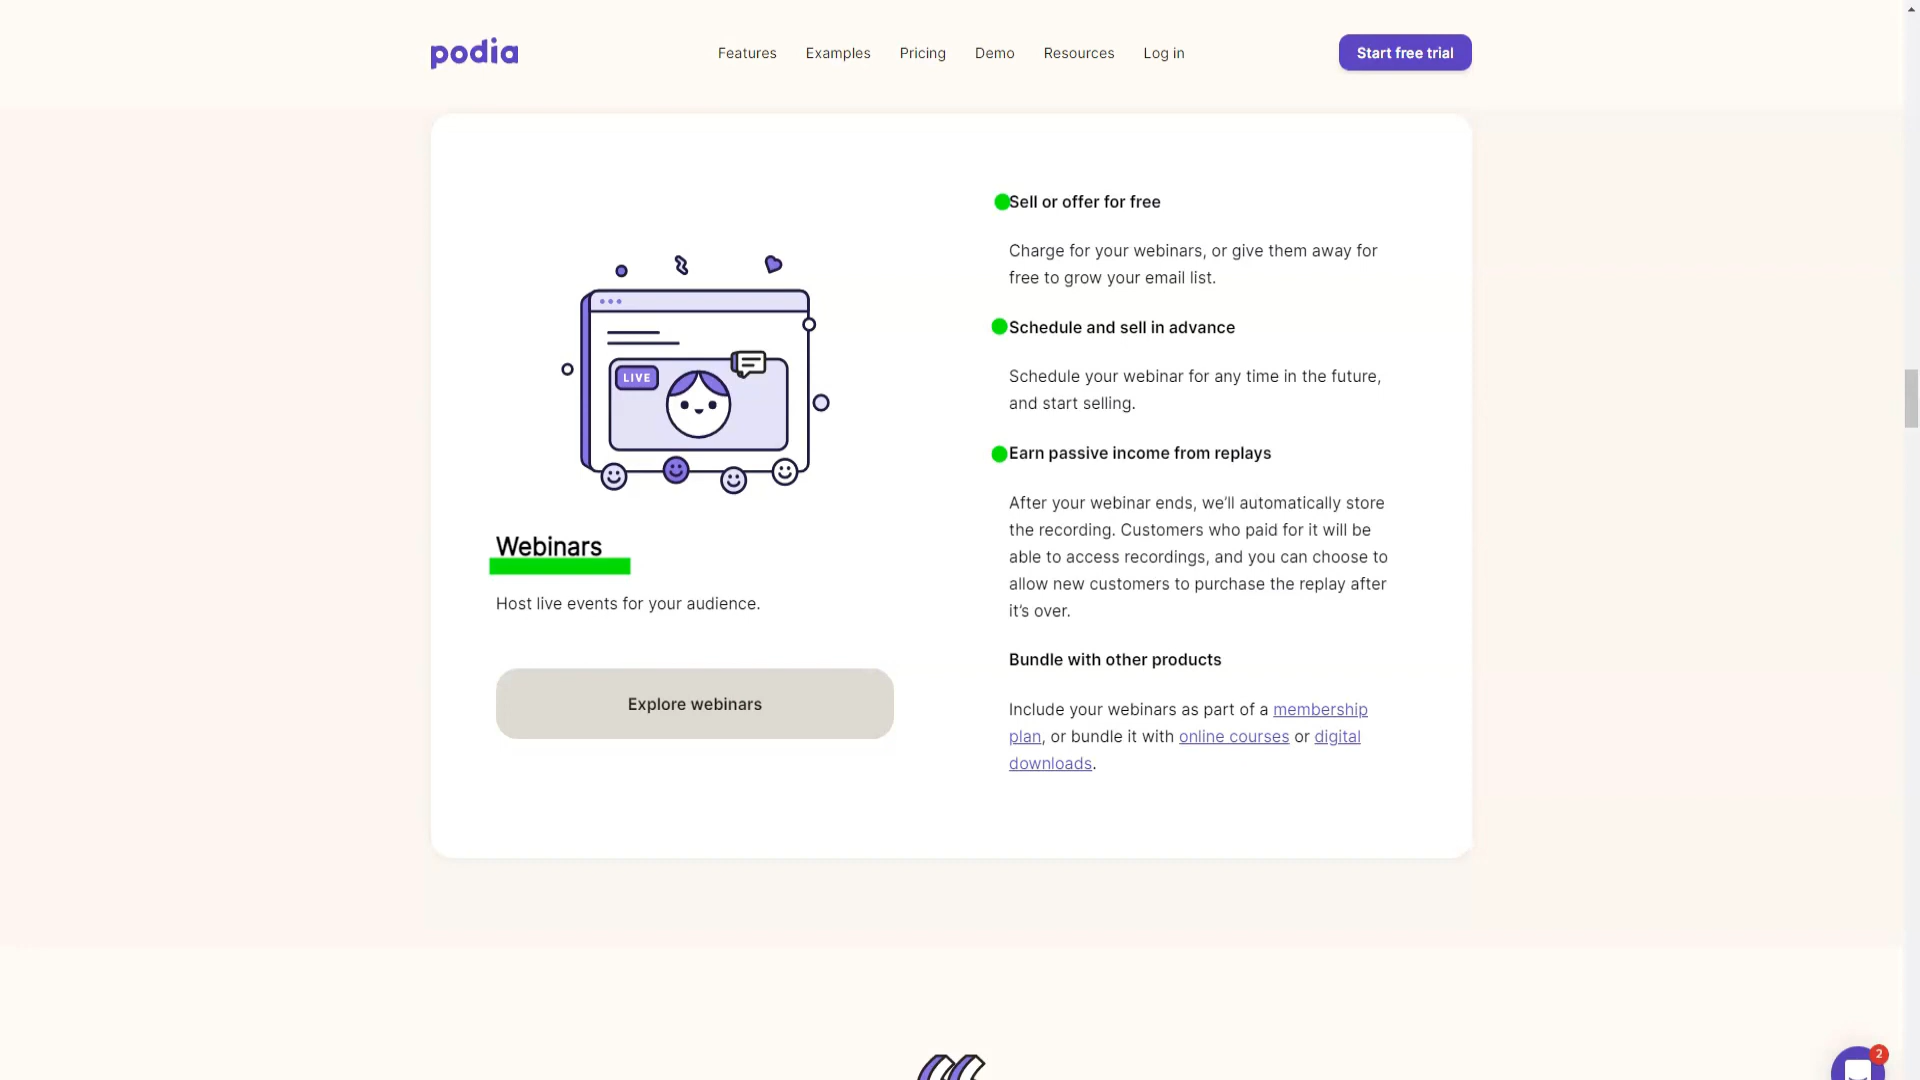 podia
Features
Examples
Pricing
Demo
Resources
Log in
Start free trial
LIVE
Webinars
Host live events for your audience.
Explore webinars
Sell or offer for free
Charge for your webinars, or give them away for
free to grow your email list.
Schedule and sell in advance
Schedule your webinar for any time in the future,
and start selling.
Earn passive income from replays
After your webinar ends, we’ll automatically store
the recording. Customers who paid for it will be
able to access recordings, and you can choose to
allow new customers to purchase the replay after
it’s over.
Bundle with other products
Include your webinars as part of a membership
plan, or bundle it with online courses or digital
downloads.
2